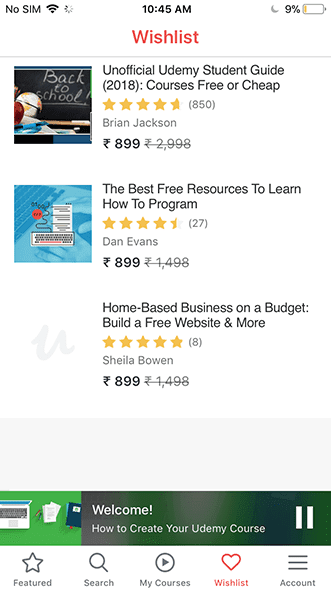 No SIM 10:45 AM 9%
Wishlist
Back
to
school!
Unofficial Udemy Student Guide
(2018): Courses Free or Cheap
(850)
Brian Jackson
₹ 899 ₹ 2,998
The Best Free Resources To Learn
How To Program
(27)
Dan Evans
₹ 899 ₹ 1,498
Home-Based Business on a Budget:
Build a Free Website & More
(8)
Sheila Bowen
₹ 899 ₹ 1,498
Welcome!
How to Create Your Udemy Course
Featured Search My Courses Wishlist Account